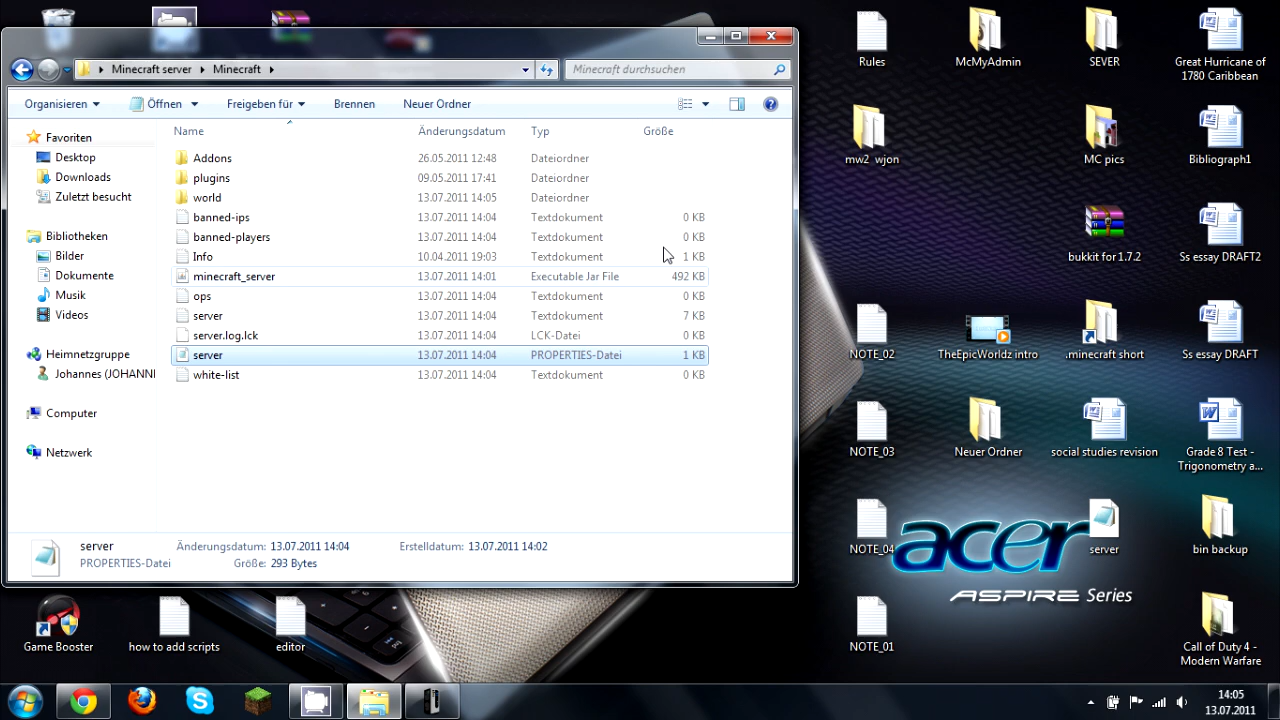 Minecraft server
Minecraft
Minecraft durchsuchen
Organisieren
Öffnen
Freigeben für
Brennen
Neuer Ordner
Name
Änderungsdatum
Typ
Größe
Favoriten
Desktop
Downloads
Zuletzt besucht
Bibliotheken
Bilder
Dokumente
Musik
Videos
Heimnetzgruppe
Johannes (JOHANNI
Computer
Netzwerk
Addons 26.05.2011 12:48 Dateiordner
plugins 09.05.2011 17:41 Dateiordner
world 13.07.2011 14:05 Dateiordner
banned-ips 13.07.2011 14:04 Textdokument 0 KB
banned-players 13.07.2011 14:04 Textdokument 0 KB
Info 10.04.2011 19:03 Textdokument 1 KB
minecraft_server 13.07.2011 14:01 Executable Jar File 492 KB
ops 13.07.2011 14:04 Textdokument 0 KB
server 13.07.2011 14:04 Textdokument 7 KB
server.log.lck 13.07.2011 14:04 LCK-Datei 0 KB
server 13.07.2011 14:04 PROPERTIES-Datei 1 KB
white-list 13.07.2011 14:04 Textdokument 0 KB
server Änderungsdatum: 13.07.2011 14:04 Erstelldatum: 13.07.2011 14:02
PROPERTIES-Datei Größe: 293 Bytes
Rules
McMyAdmin
SEVER
Great Hurricane of
1780 Caribbean
mw2_wjon
MC pics
Bibliograph1
bukkit for 1.7.2
Ss essay DRAFT2
NOTE_02
TheEpicWorldz intro
.minecraft short
Ss essay DRAFT
NOTE_03
Neuer Ordner
social studies revision
Grade 8 Test -
Trigonometry a...
NOTE_04
acer
server
bin backup
ASPIRE Series
NOTE_01
Call of Duty 4 -
Modern Warfare
Game Booster
how to add scripts
editor
14:05
13.07.2011